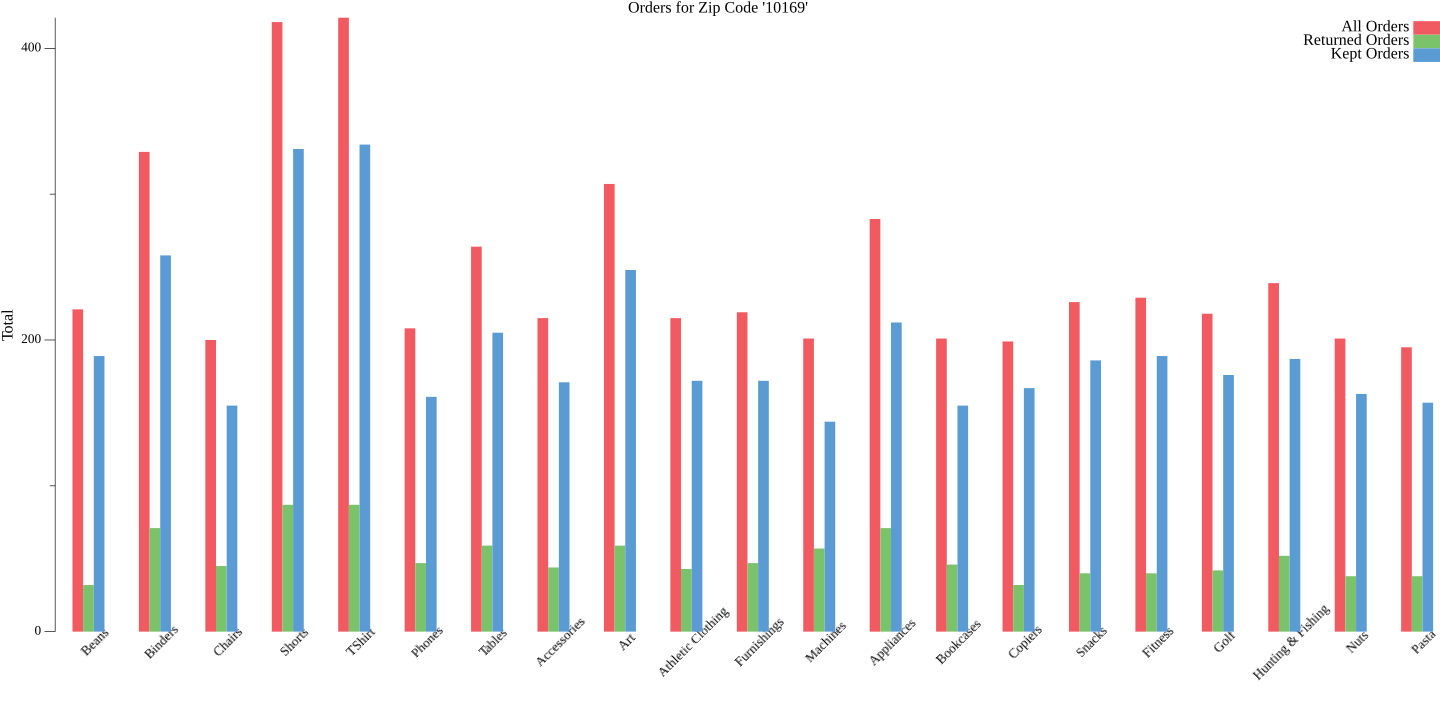 Orders for Zip Code '10169'
All Orders
Returned Orders
Kept Orders
Total
400
200
0
Beans
Binders
Chairs
Shorts
TShirt
Phones
Tables
Accessories
Art
Athletic Clothing
Furnishings
Machines
Appliances
Bookcases
Copiers
Snacks
Fitness
Golf
Hunting & Fishing
Nuts
Pasta